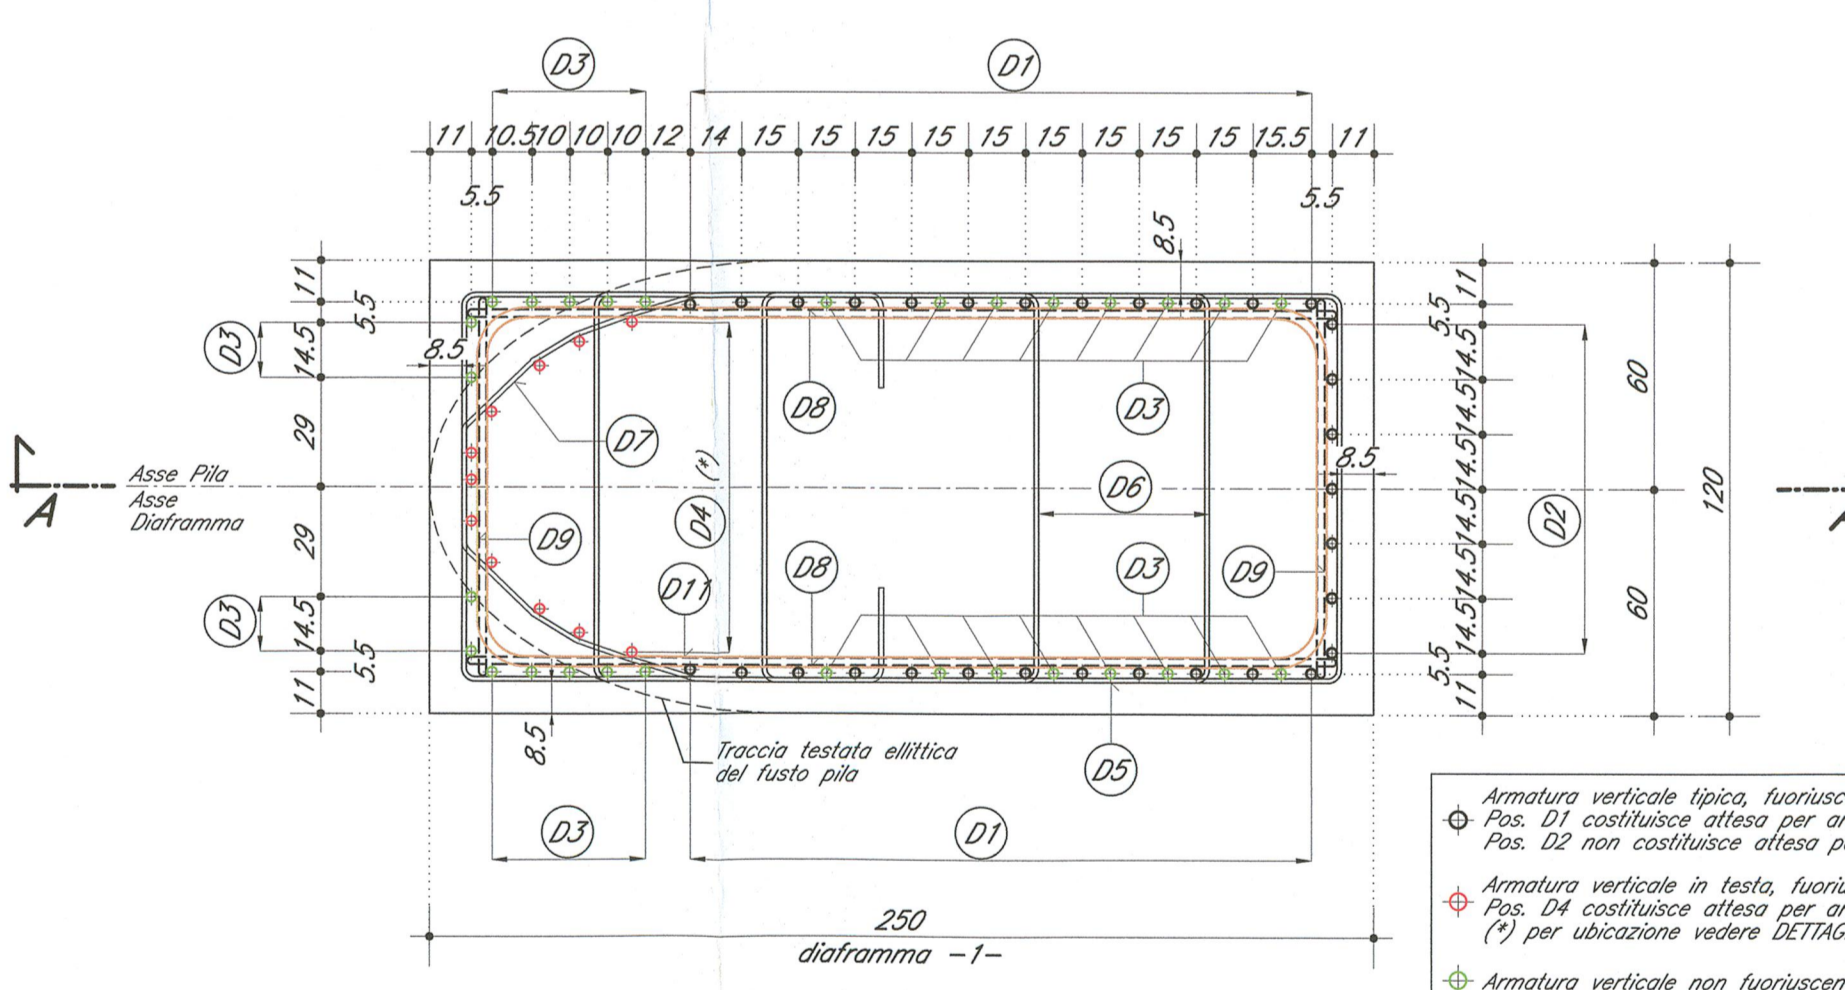 D3
D1
11 10.5 10 10 10 12 14 15 15 15 15 15 15 15 15 15 15.5 11
5.5
5.5
8.5
11
5.5
D3
14.5
8.5
29
Asse Pila
Asse
Diaframma
A
29
D3
14.5
5.5
11
8.5
D7
D8
D3
(*)
D4
D6
D9
D11
D8
D3
D9
8.5
11
5.5
14.5
14.5
14.5
14.5
14.5
14.5
5.5
11
D2
60
60
120
Traccia testata ellittica
del fusto pila
D5
D3
D1
250
diaframma -1-
Armatura verticale tipica, fuoriusc
Pos. D1 costituisce attesa per ar
Pos. D2 non costituisce attesa p
Armatura verticale in testa, fuoriu
Pos. D4 costituisce attesa per ar
(*) per ubicazione vedere DETTAG
Armatura verticale non fuoriuscen